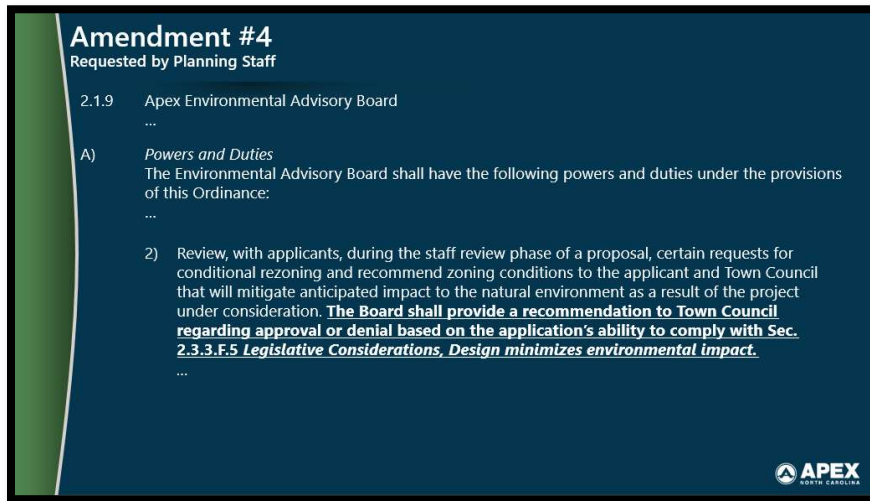 Amendment #4
Requested by Planning Staff
2.1.9 Apex Environmental Advisory Board
...
A) Powers and Duties
The Environmental Advisory Board shall have the following powers and duties under the provisions
of this Ordinance:
...
2) Review, with applicants, during the staff review phase of a proposal, certain requests for
conditional rezoning and recommend zoning conditions to the applicant and Town Council
that will mitigate anticipated impact to the natural environment as a result of the project
under consideration. The Board shall provide a recommendation to Town Council
regarding approval or denial based on the application's ability to comply with Sec.
2.3.3.F.5 Legislative Considerations, Design minimizes environmental impact.
...
APEX
NORTH CAROLINA